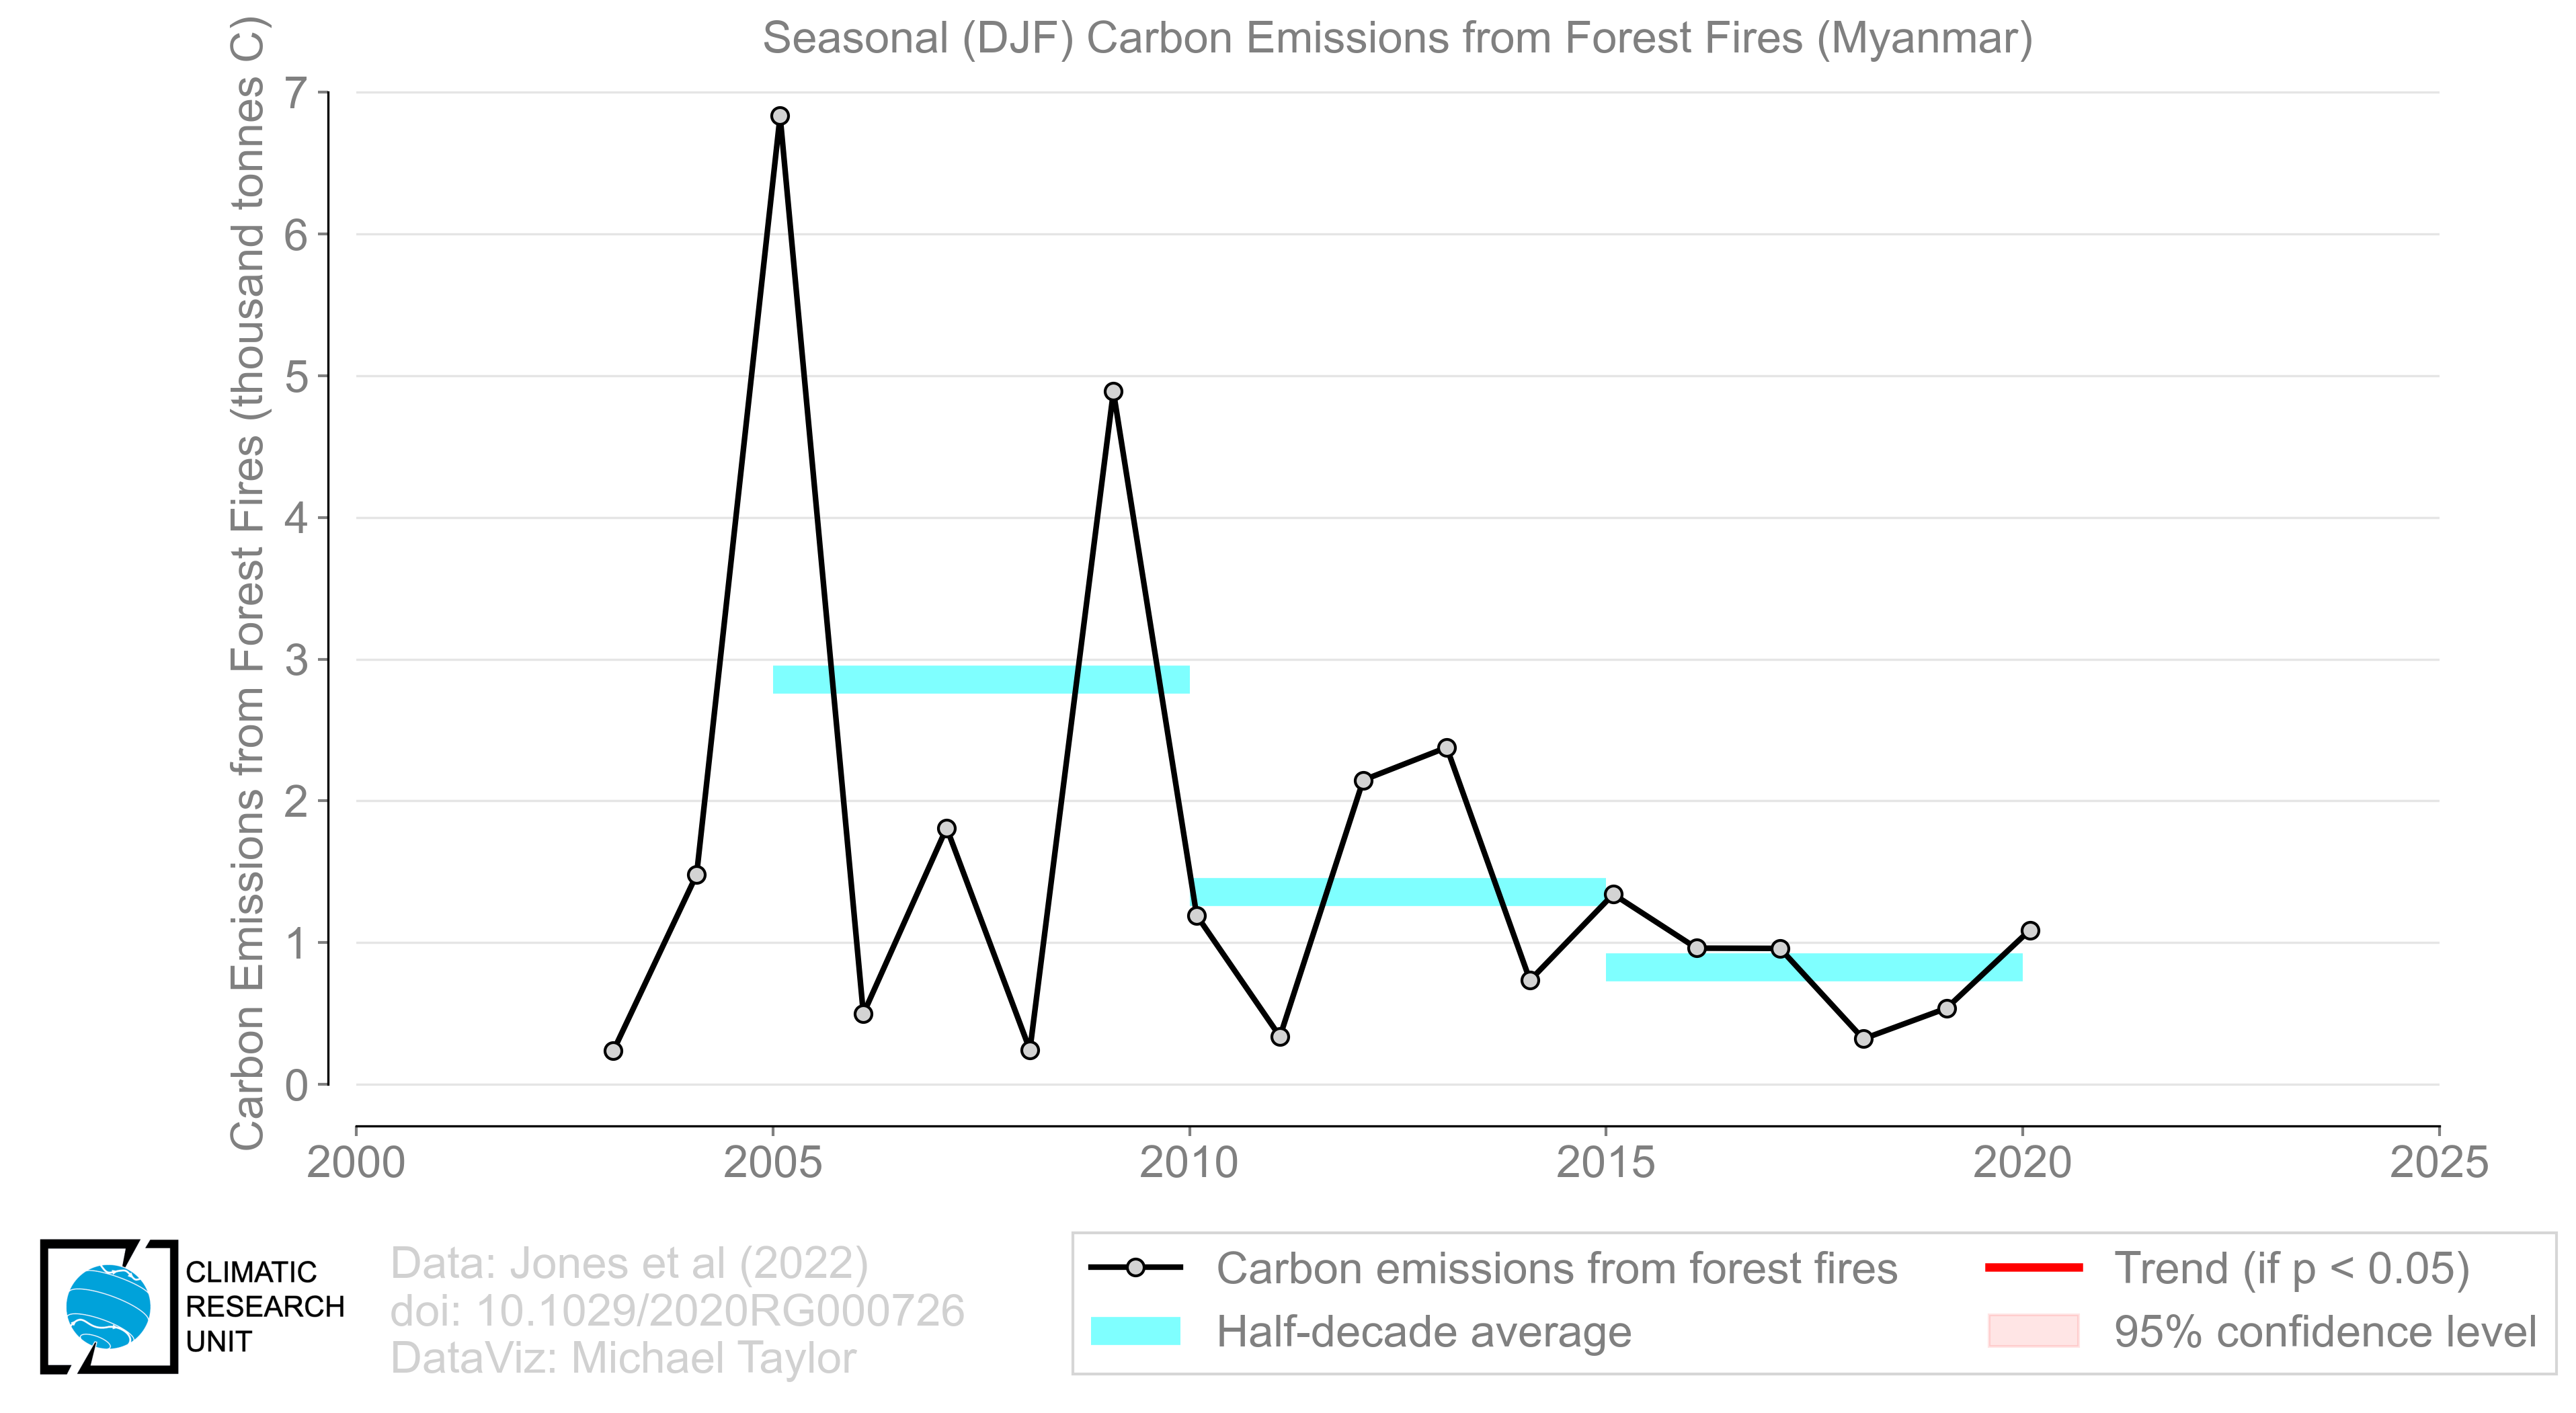 Seasonal (DJF) Carbon Emissions from Forest Fires (Myanmar)
Carbon Emissions from Forest Fires (thousand tonnes C)
7
6
5
4
3
2
1
0
2000
2005
2010
2015
2020
2025
CLIMATIC
RESEARCH
UNIT
Data: Jones et al (2022)
doi: 10.1029/2020RG000726
DataViz: Michael Taylor
Carbon emissions from forest fires
Half-decade average
Trend (if p < 0.05)
95% confidence level